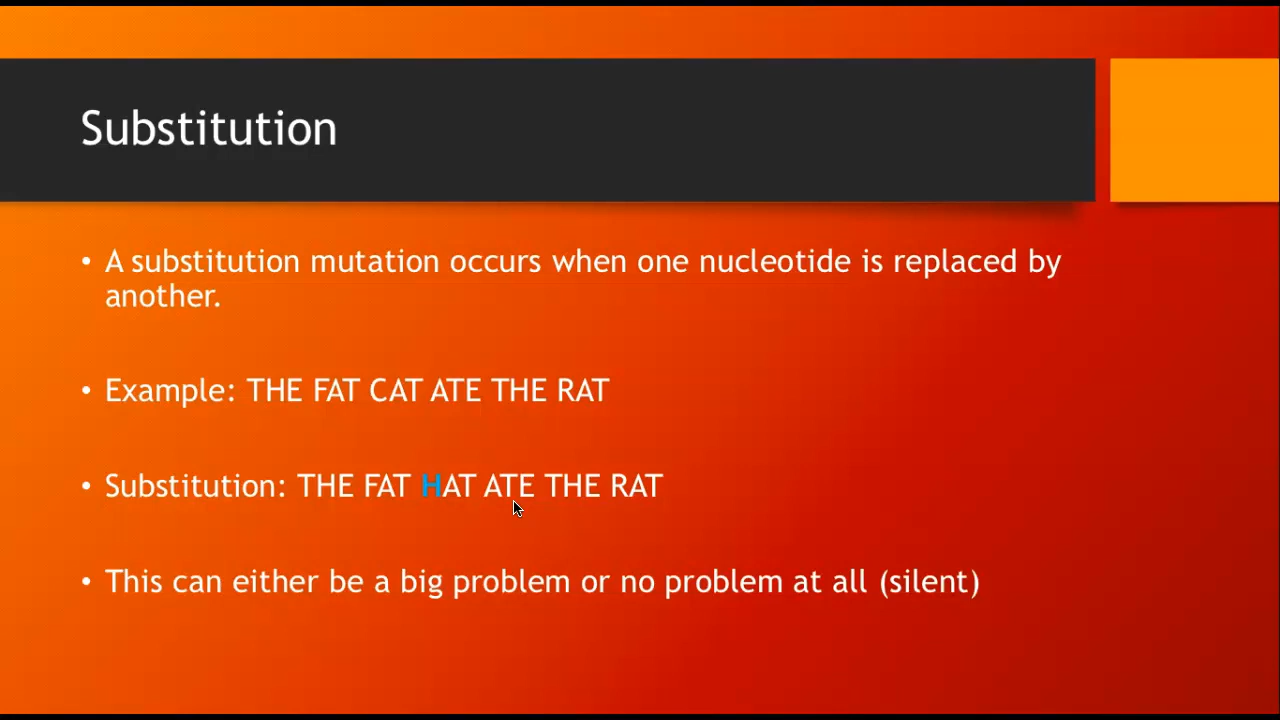 Substitution
• A substitution mutation occurs when one nucleotide is replaced by
another.
• Example: THE FAT CAT ATE THE RAT
• Substitution: THE FAT HAT ATE THE RAT
• This can either be a big problem or no problem at all (silent)